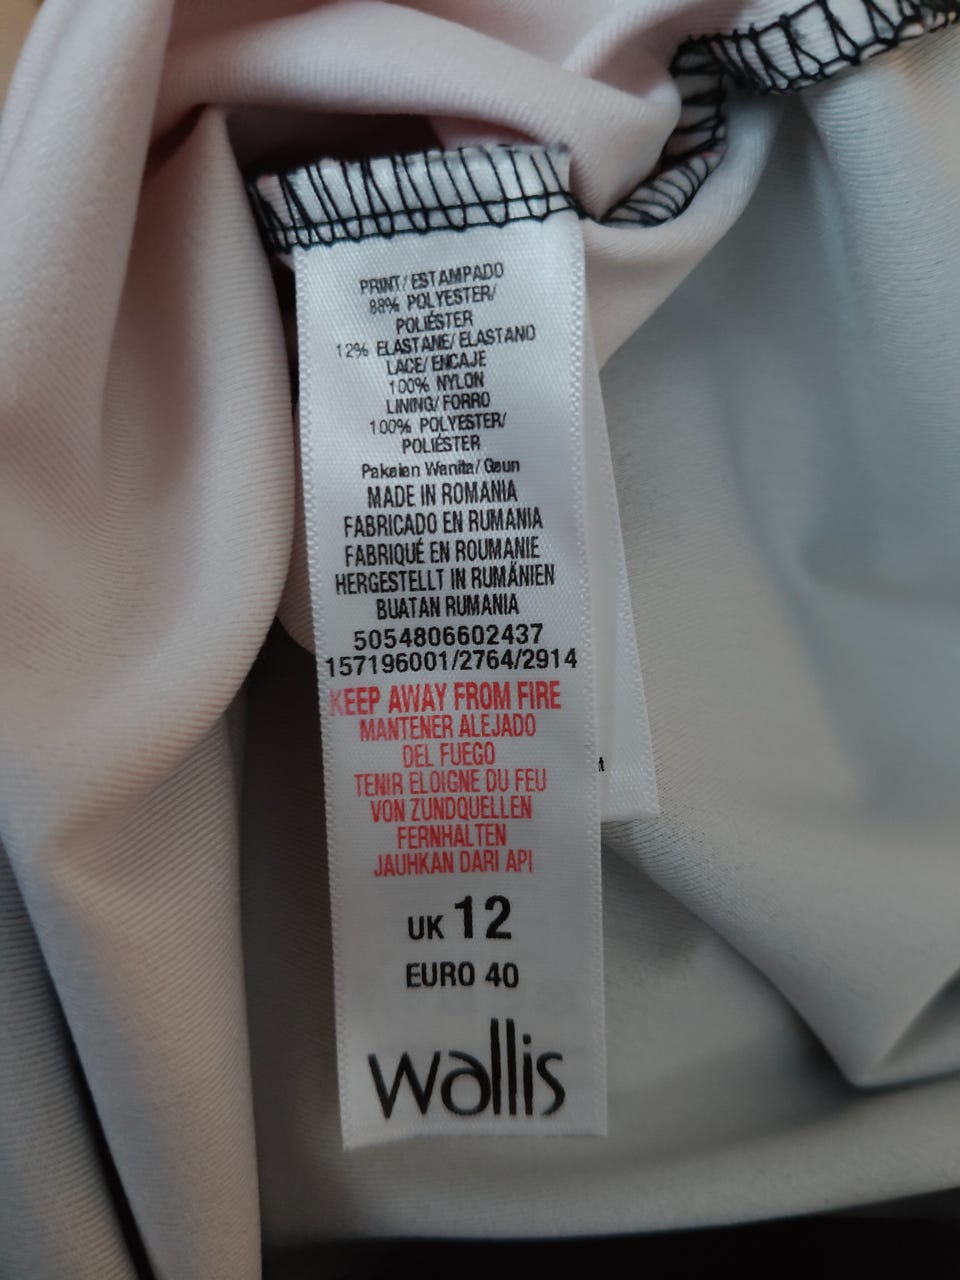 PRINT/ESTAMPADO
88% POLYESTER/
POLIÉSTER
12% ELASTANE/ELASTANO
LACE/ENCAJE
100% NYLON
LINING/FORRO
100% POLYESTER/
POLIÉSTER
Pakaian Wanita/Gaun
MADE IN ROMANIA
FABRICADO EN RUMANIA
FABRIQUÉ EN ROUMANIE
HERGESTELLT IN RUMÄNIEN
BUATAN RUMANIA
5054806602437
157196001/2764/2914
KEEP AWAY FROM FIRE
MANTENER ALEJADO
DEL FUEGO
TENIR ELOIGNE DU FEU
VON ZUNDQUELLEN
FERNHALTEN
JAUHKAN DARI API
UK 12
EURO 40
wallis